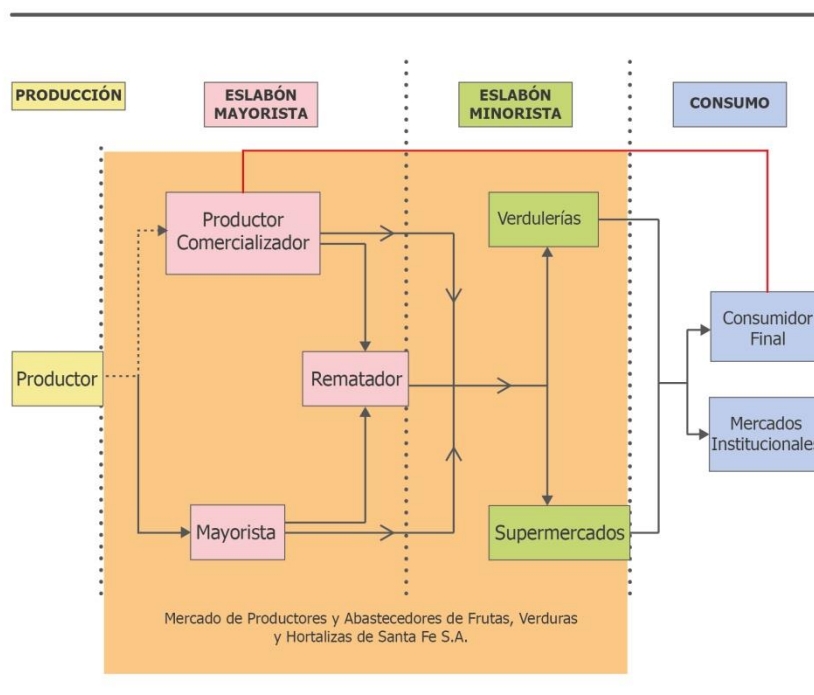 PRODUCCIÓN
ESLABÓN
MAYORISTA
ESLABÓN
MINORISTA
CONSUMO
Productor
Comercializador
Verdulerías
Consumidor
Final
Productor
Rematador
Mercados
Institucionales
Mayorista
Supermercados
Mercado de Productores y Abastecedores de Frutas, Verduras
y Hortalizas de Santa Fe S.A.